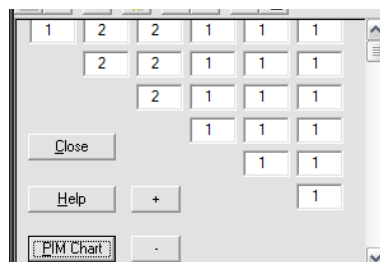 1 2 2 1 1 1
2 2 1 1 1
2 1 1 1
1 1 1
Close
1 1
Help + 1
PIM Chart -